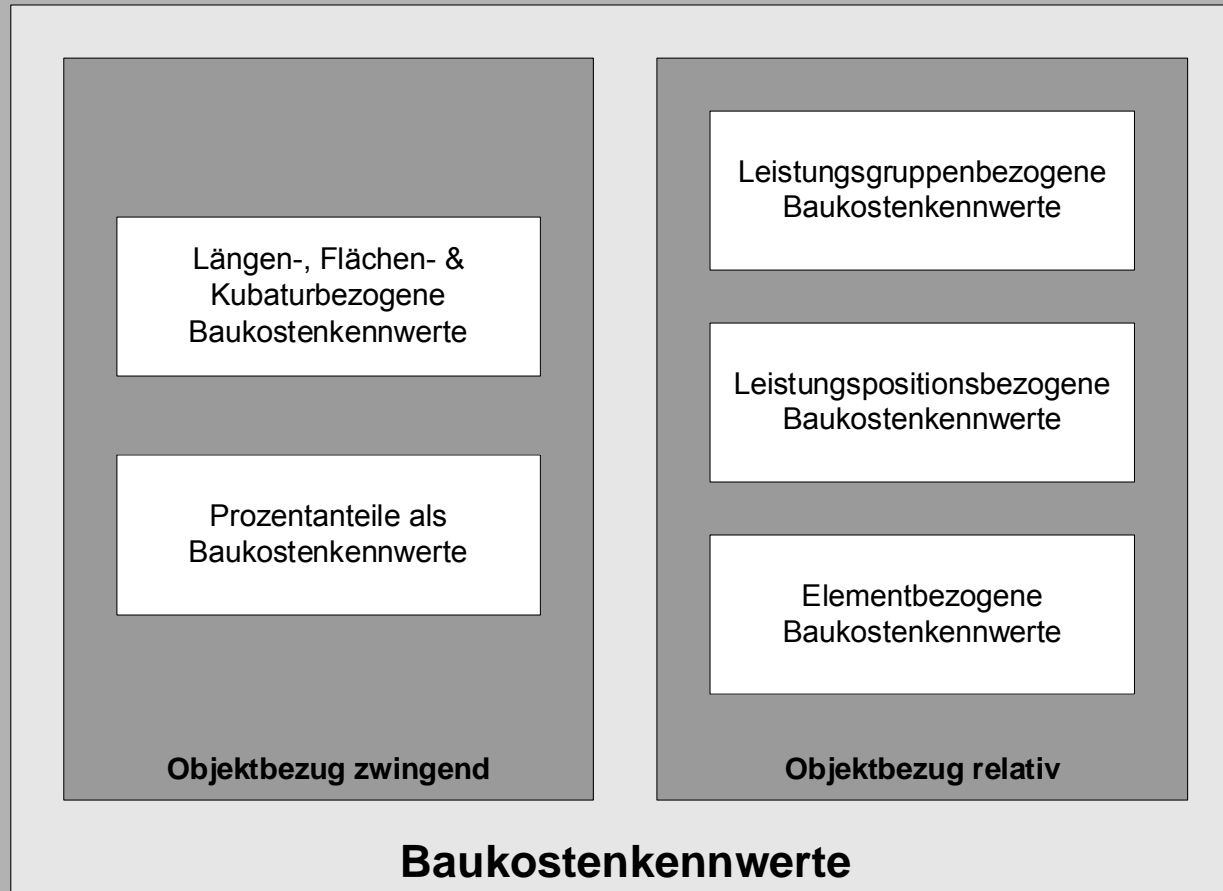 Längen-, Flächen- &
Kubaturbezogene
Baukostenkennwerte
Prozentanteile als
Baukostenkennwerte
Objektbezug zwingend
Leistungsgruppenbezogene
Baukostenkennwerte
Leistungspositionsbezogene
Baukostenkennwerte
Elementbezogene
Baukostenkennwerte
Objektbezug relativ
Baukostenkennwerte